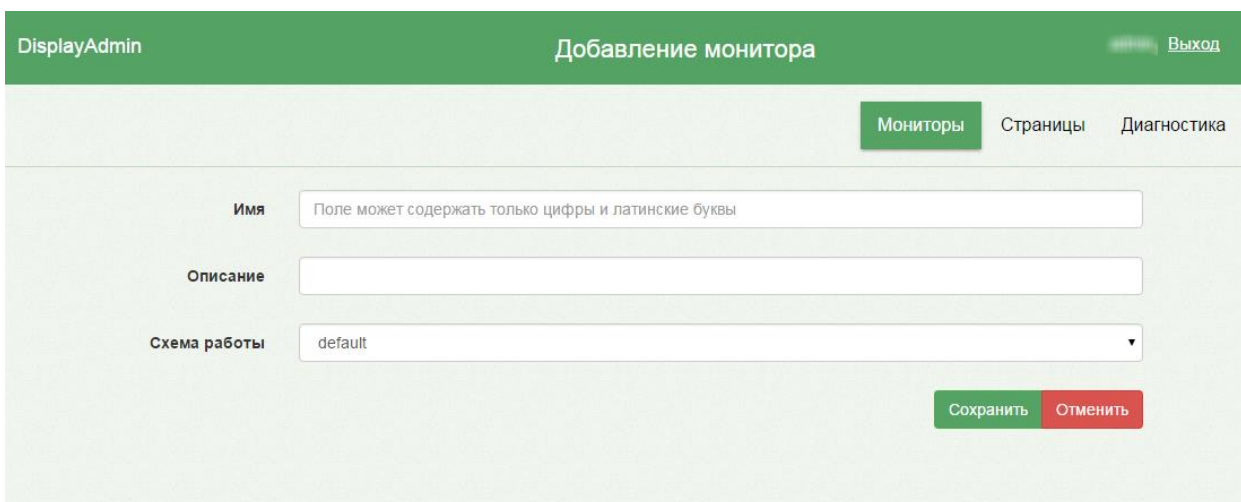 DisplayAdmin
Добавление монитора
Выход
Мониторы Страницы Диагностика
Имя Поле может содержать только цифры и латинские буквы
Описание
Схема работы default
Сохранить Отменить